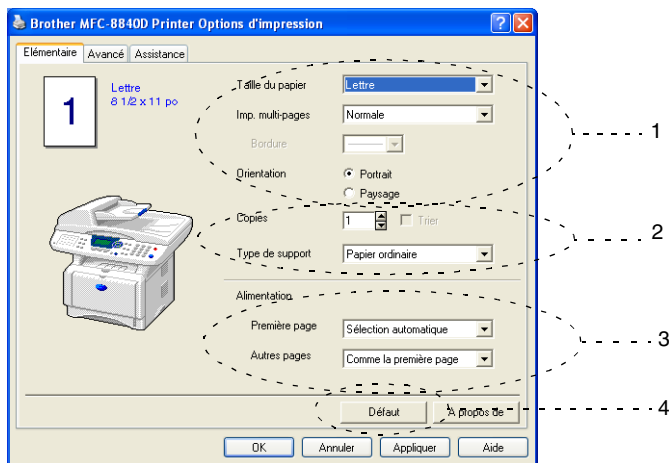 Brother MFC-8840D Printer Options d'impression
Elémentaire Avancé Assistance
1
Lettre
8 1/2 x 11 po
Taille du papier Lettre
Imp. multi-pages Normale
Bordure
Orientation Portrait
Paysage
Copies 1 Trier
Type de support Papier ordinaire
Alimentation
Première page Sélection automatique
Autres pages Comme la première page
Défaut A propos de
OK Annuler Appliquer Aide
1
2
3
4